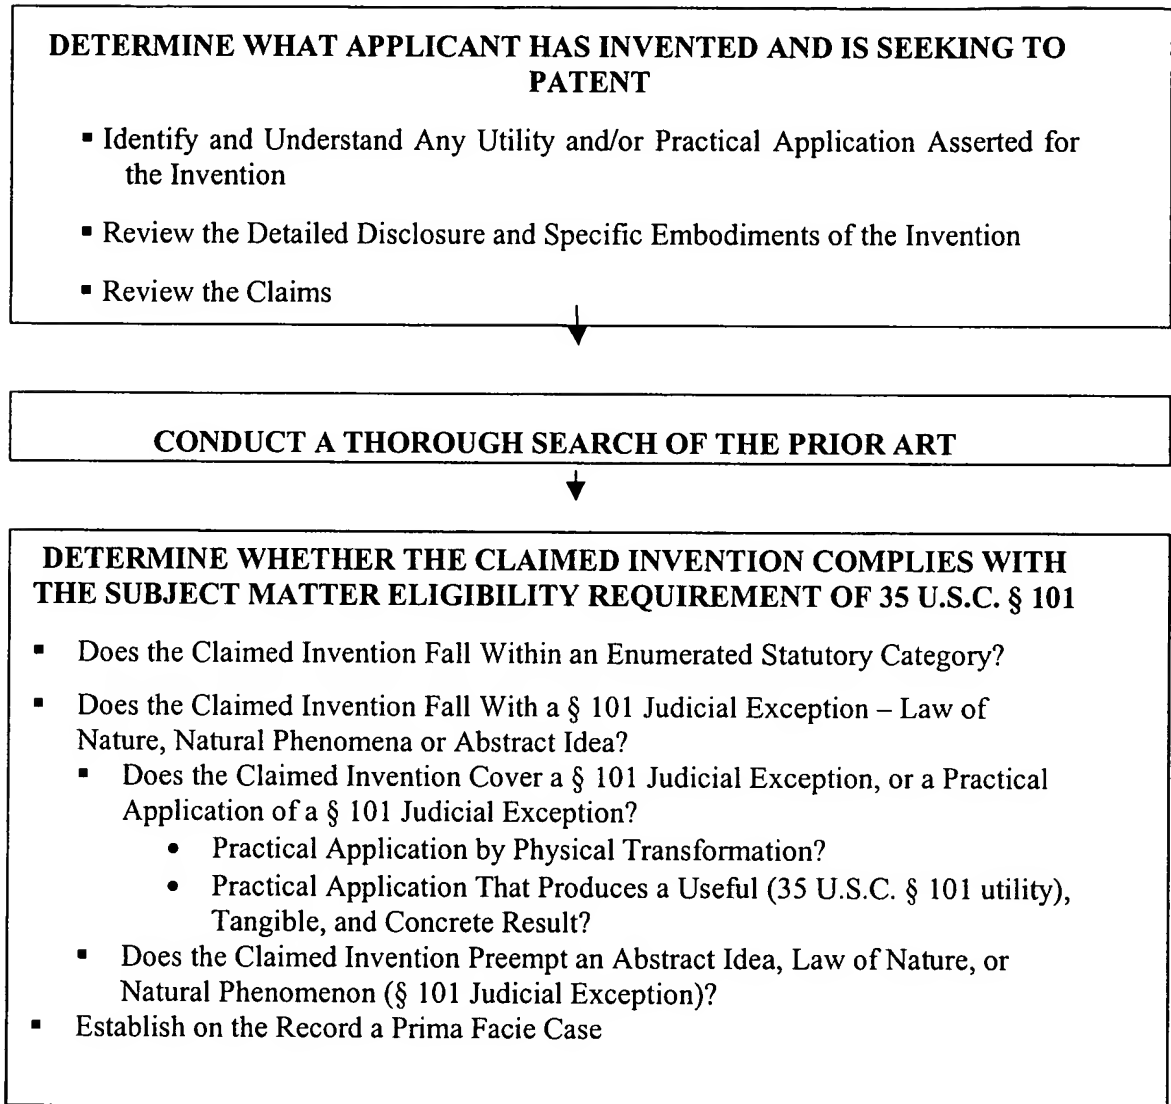 DETERMINE WHAT APPLICANT HAS INVENTED AND IS SEEKING TO
PATENT
▪ Identify and Understand Any Utility and/or Practical Application Asserted for
the Invention
▪ Review the Detailed Disclosure and Specific Embodiments of the Invention
▪ Review the Claims
CONDUCT A THOROUGH SEARCH OF THE PRIOR ART
DETERMINE WHETHER THE CLAIMED INVENTION COMPLIES WITH
THE SUBJECT MATTER ELIGIBILITY REQUIREMENT OF 35 U.S.C. § 101
▪ Does the Claimed Invention Fall Within an Enumerated Statutory Category?
▪ Does the Claimed Invention Fall With a § 101 Judicial Exception – Law of
Nature, Natural Phenomena or Abstract Idea?
▪ Does the Claimed Invention Cover a § 101 Judicial Exception, or a Practical
Application of a § 101 Judicial Exception?
• Practical Application by Physical Transformation?
• Practical Application That Produces a Useful (35 U.S.C. § 101 utility),
Tangible, and Concrete Result?
▪ Does the Claimed Invention Preempt an Abstract Idea, Law of Nature, or
Natural Phenomenon (§ 101 Judicial Exception)?
▪ Establish on the Record a Prima Facie Case